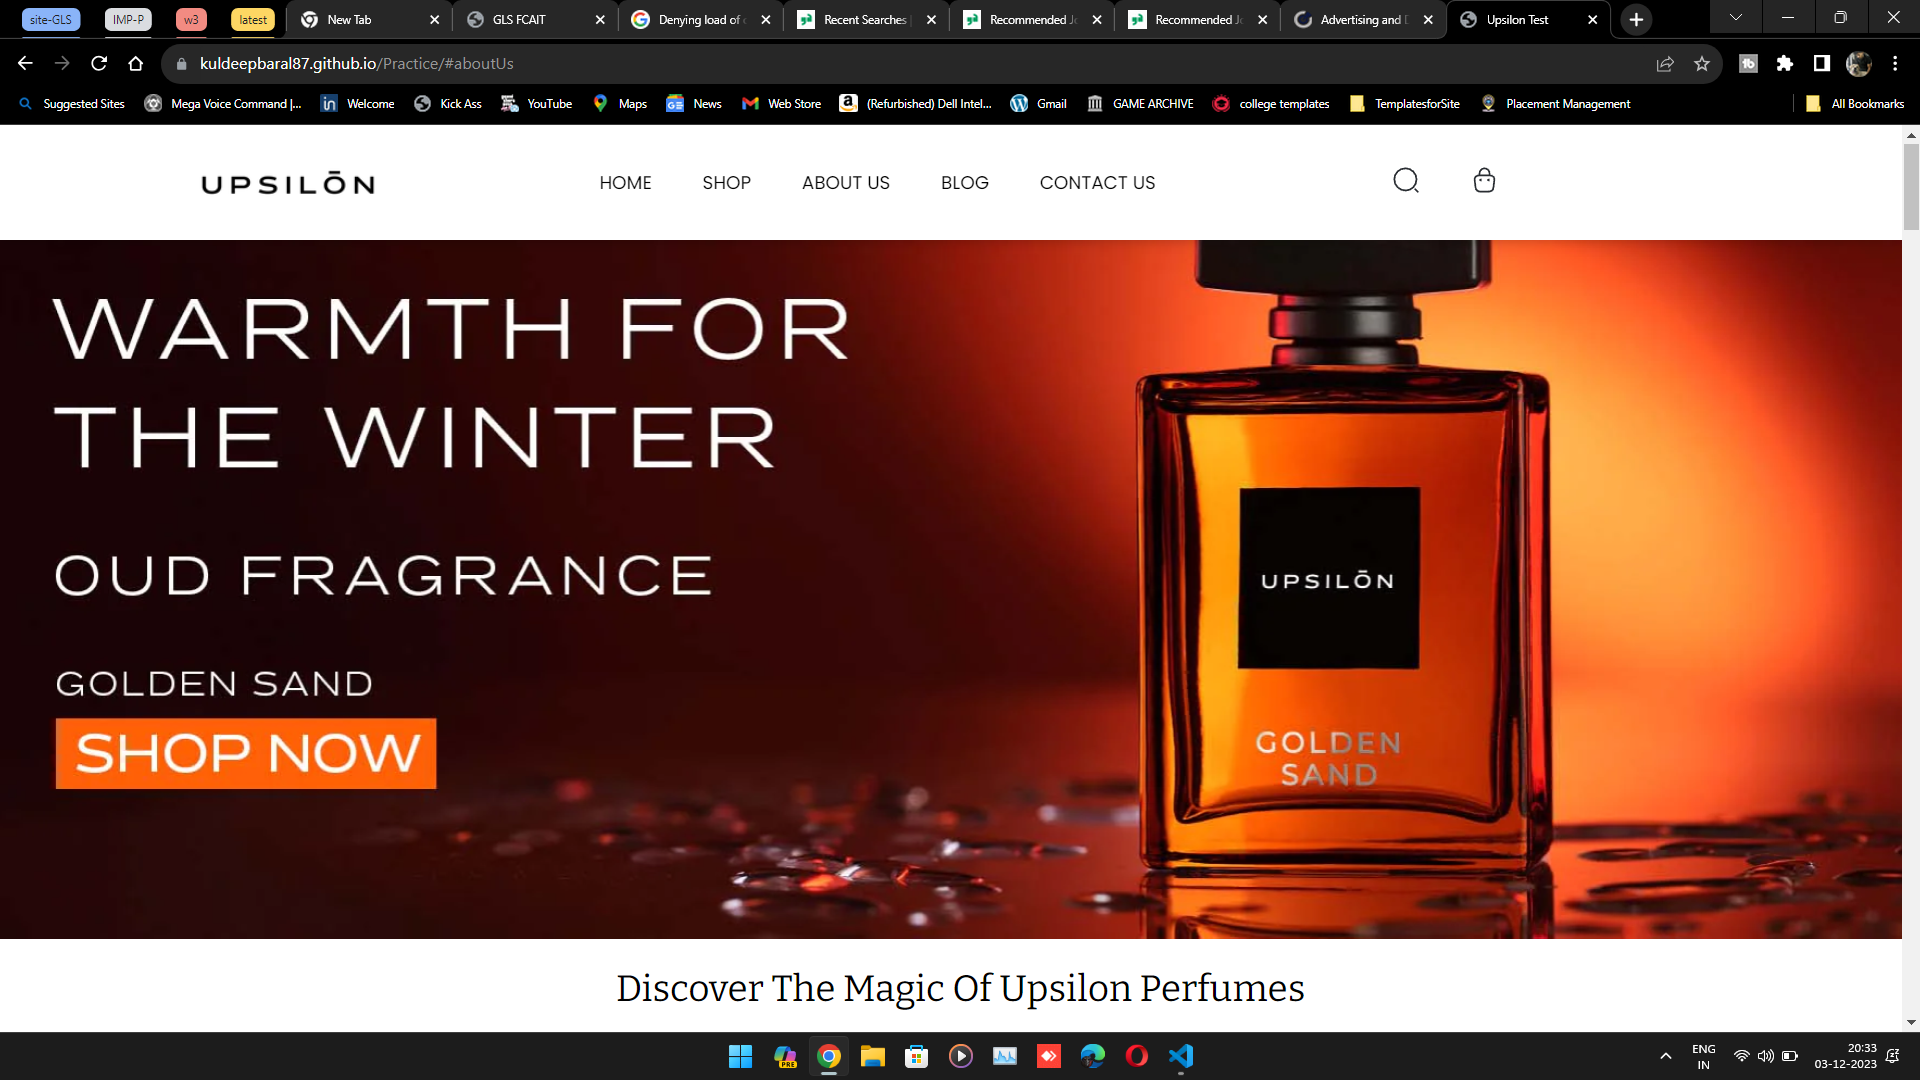 site-GLS
IMP-P
w3
latest
New Tab
GLS FCAIT
Denying load of
Recent Searches
Recommended
Recommended
Advertising and
Upsilon Test
kuldeepbaral87.github.io/Practice/#aboutUs
Suggested Sites
Mega Voice Command |...
Welcome
Kick Ass
YouTube
Maps
News
Web Store
(Refurbished) Dell Intel...
Gmail
GAME ARCHIVE
college templates
TemplatesforSite
Placement Management
All Bookmarks
UPSILŌN
HOME
SHOP
ABOUT US
BLOG
CONTACT US
WARMTH FOR
THE WINTER
OUD FRAGRANCE
GOLDEN SAND
SHOP NOW
UPSILŌN
GOLDEN
SAND
Discover The Magic Of Upsilon Perfumes
PRE
ENG
IN
20:33
03-12-2023